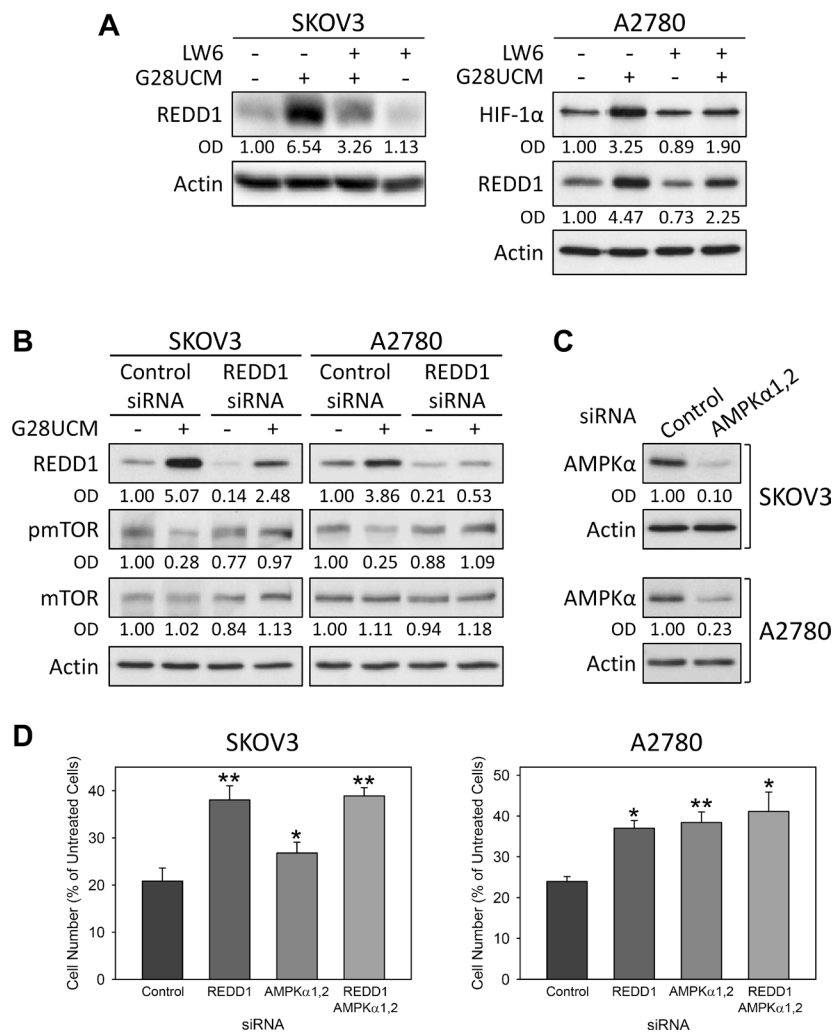 A
SKOV3
LW6 - - + +
G28UCM - + + -
REDD1
OD 1.00 6.54 3.26 1.13
Actin
A2780
LW6 - - + +
G28UCM - + - +
HIF-1α
OD 1.00 3.25 0.89 1.90
REDD1
OD 1.00 4.47 0.73 2.25
Actin
B
SKOV3 A2780
Control REDD1 Control REDD1
siRNA siRNA siRNA siRNA
G28UCM - + - + - + - +
REDD1
OD 1.00 5.07 0.14 2.48 1.00 3.86 0.21 0.53
pmTOR
OD 1.00 0.28 0.77 0.97 1.00 0.25 0.88 1.09
mTOR
OD 1.00 1.02 0.84 1.13 1.00 1.11 0.94 1.18
Actin
C
siRNA Control AMPKα1,2
AMPKα
OD 1.00 0.10
Actin
SKOV3
AMPKα
OD 1.00 0.23
Actin
A2780
D
SKOV3
Cell Number (% of Untreated Cells)
40
30
20
10
0
** * **
Control REDD1 AMPKα1,2 REDD1
AMPKα1,2
siRNA
A2780
Cell Number (% of Untreated Cells)
50
40
30
20
10
0
* ** *
Control REDD1 AMPKα1,2 REDD1
AMPKα1,2
siRNA